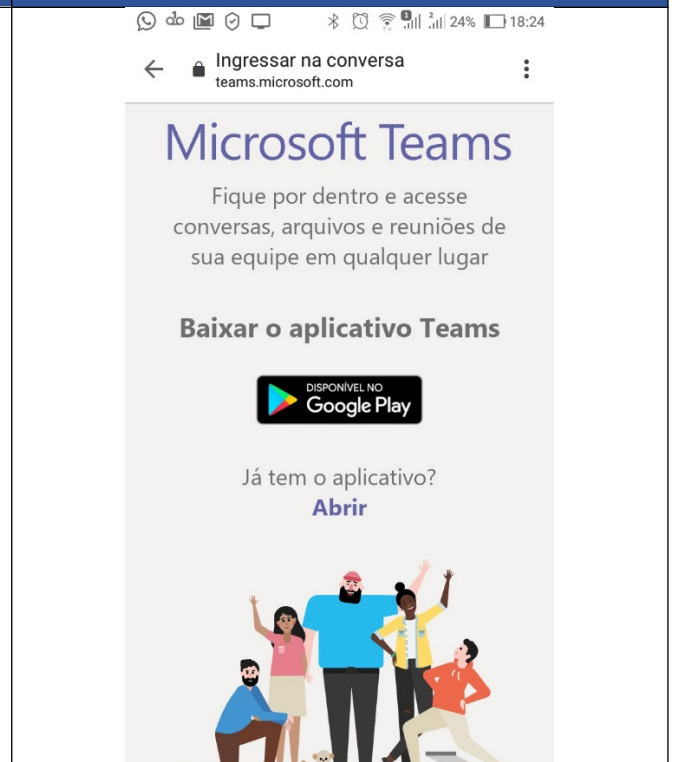 24% 18:24
Ingressar na conversa
teams.microsoft.com
Microsoft Teams
Fique por dentro e acesse
conversas, arquivos e reuniões de
sua equipe em qualquer lugar
Baixar o aplicativo Teams
DISPONÍVEL NO
Google Play
Já tem o aplicativo?
Abrir